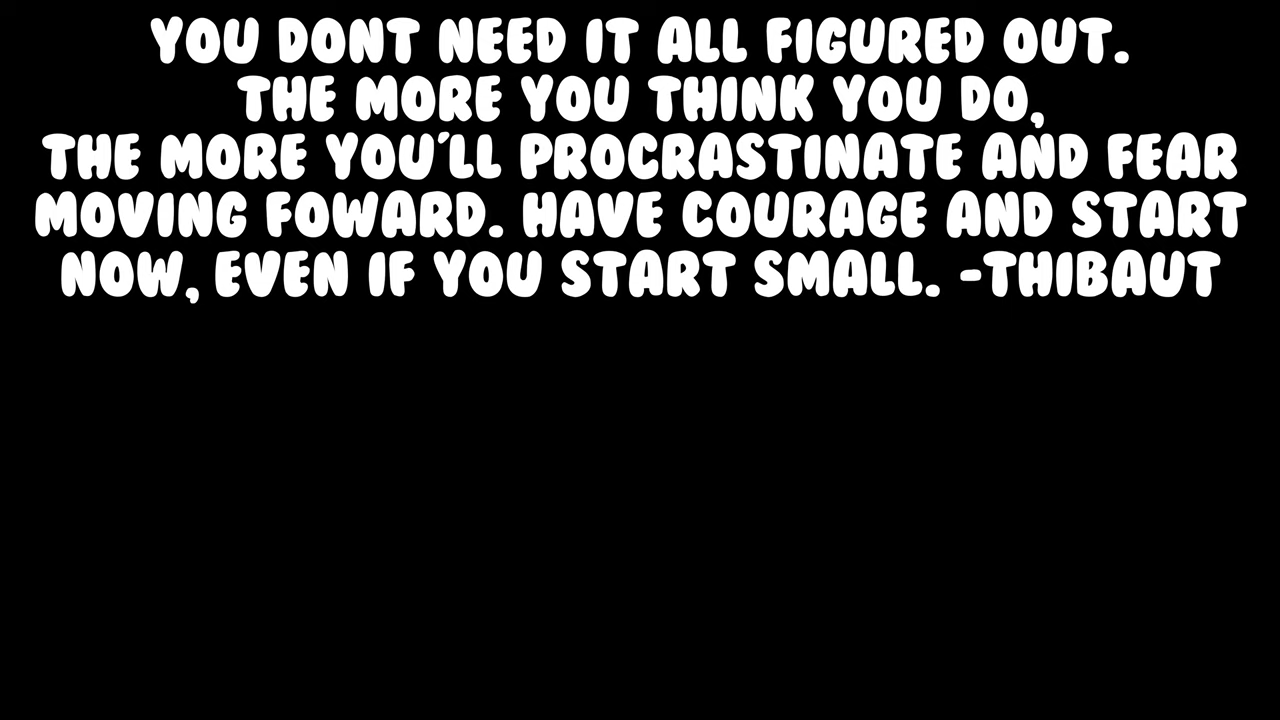 YOU DONT NEED IT ALL FIGURED OUT.
THE MORE YOU THINK YOU DO,
THE MORE YOU'LL PROCRASTINATE AND FEAR
MOVING FOWARD. HAVE COURAGE AND START
NOW, EVEN IF YOU START SMALL. -THIBAUT